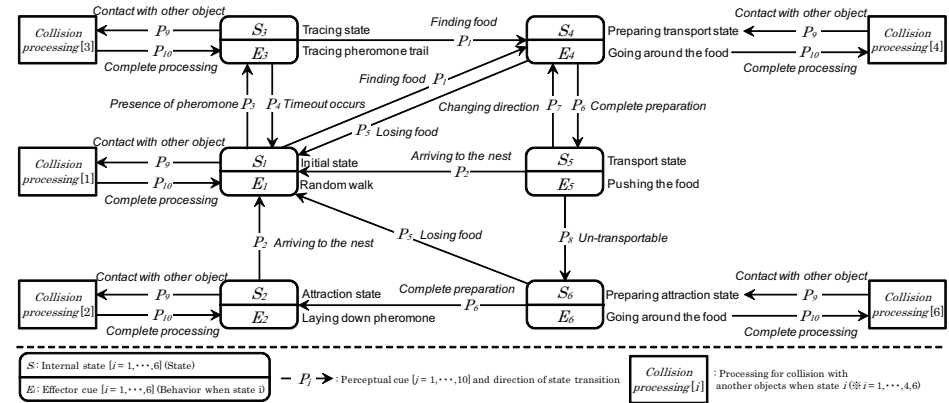 Contact with other object
Collision
processing[3]
P9
P10
Complete processing
S3
E3
Tracing state
Tracing pheromone trail
Finding food
P1
S4
E4
Preparing transport state
Going around the food
Contact with other object
P9
P10
Complete processing
Collision
processing[4]
Presence of pheromone P3
P4 Timeout occurs
Finding food P1
P5 Losing food
Changing direction P7
P6 Complete preparation
Contact with other object
Collision
processing[1]
P9
P10
Complete processing
S1
E1
Initial state
Random walk
Arriving to the nest
P2
S5
E5
Transport state
Pushing the food
P2 Arriving to the nest
P5 Losing food
P8 Un-transportable
Contact with other object
Collision
processing[2]
P9
P10
Complete processing
S2
E2
Attraction state
Laying down pheromone
Complete preparation
P6
S6
E6
Preparing attraction state
Going around the food
Contact with other object
P9
P10
Complete processing
Collision
processing[6]
Si: Internal state [i = 1,···,6] (State)
Ei: Effector cue [i = 1,···,6] (Behavior when state i)
Pj : Perceptual cue [j = 1,···,10] and direction of state transition
Collision
processing[i]
: Processing for collision with
another objects when state i (※i = 1,···,4,6)